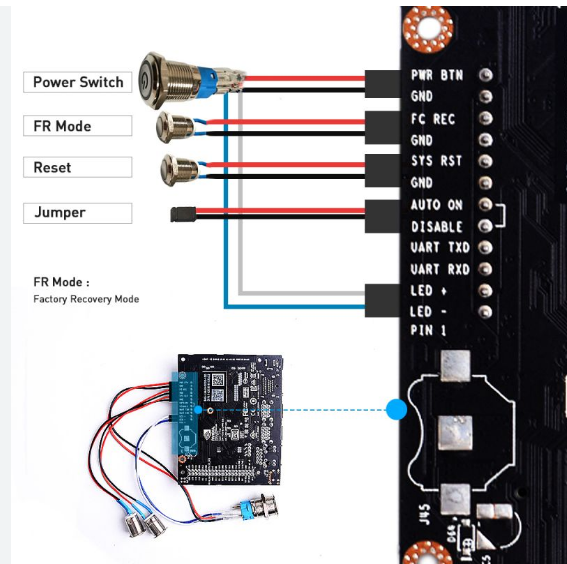 Power Switch
FR Mode
Reset
Jumper
FR Mode :
Factory Recovery Mode
PWR BTN
GND
FC REC
GND
SYS RST
GND
AUTO ON
DISABLE
UART TXD
UART RXD
LED +
LED -
PIN 1
J45